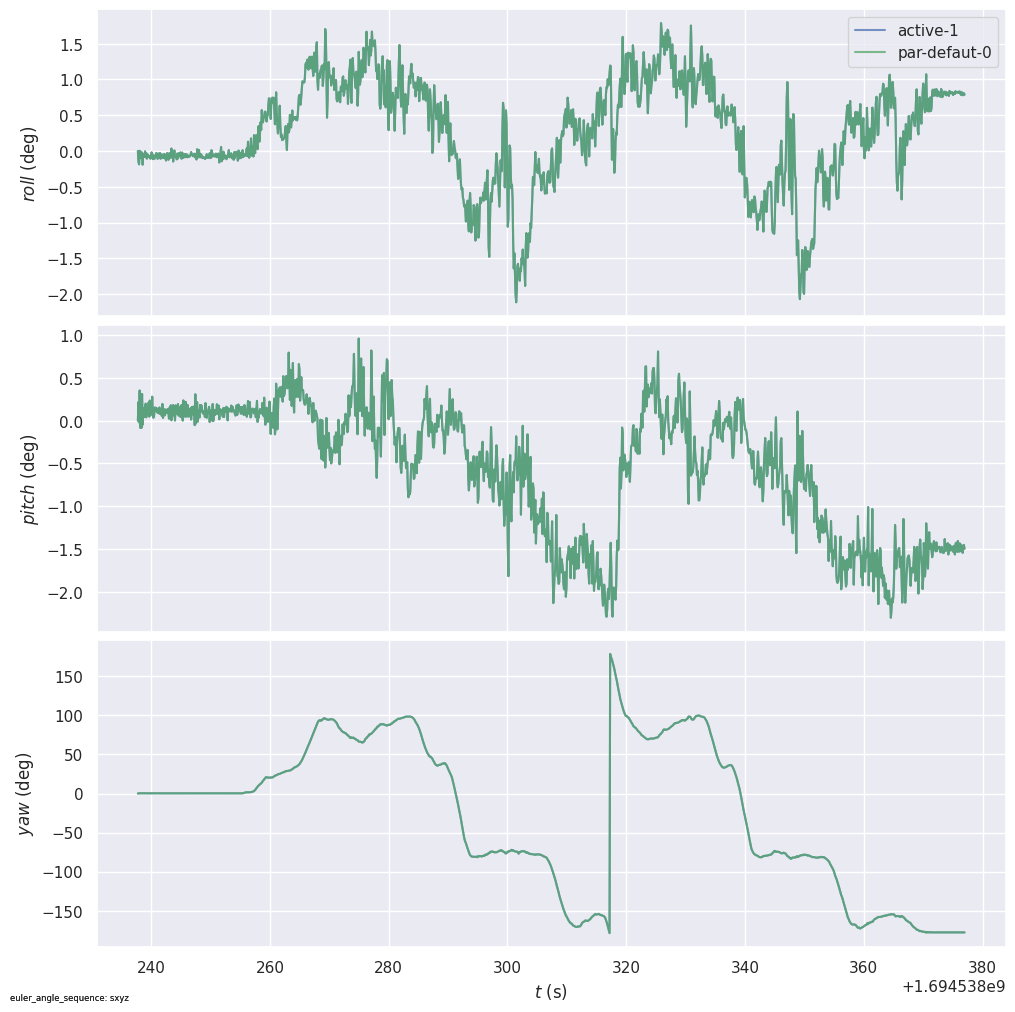 active-1
par-defaut-0
1.5
1.0
0.5
0.0
−0.5
−1.0
−1.5
−2.0
roll (deg)
1.0
0.5
0.0
−0.5
−1.0
−1.5
−2.0
pitch (deg)
150
100
50
0
−50
−100
−150
yaw (deg)
240 260 280 300 320 340 360 380
t (s)
+1.694538e9
euler_angle_sequence: sxyz